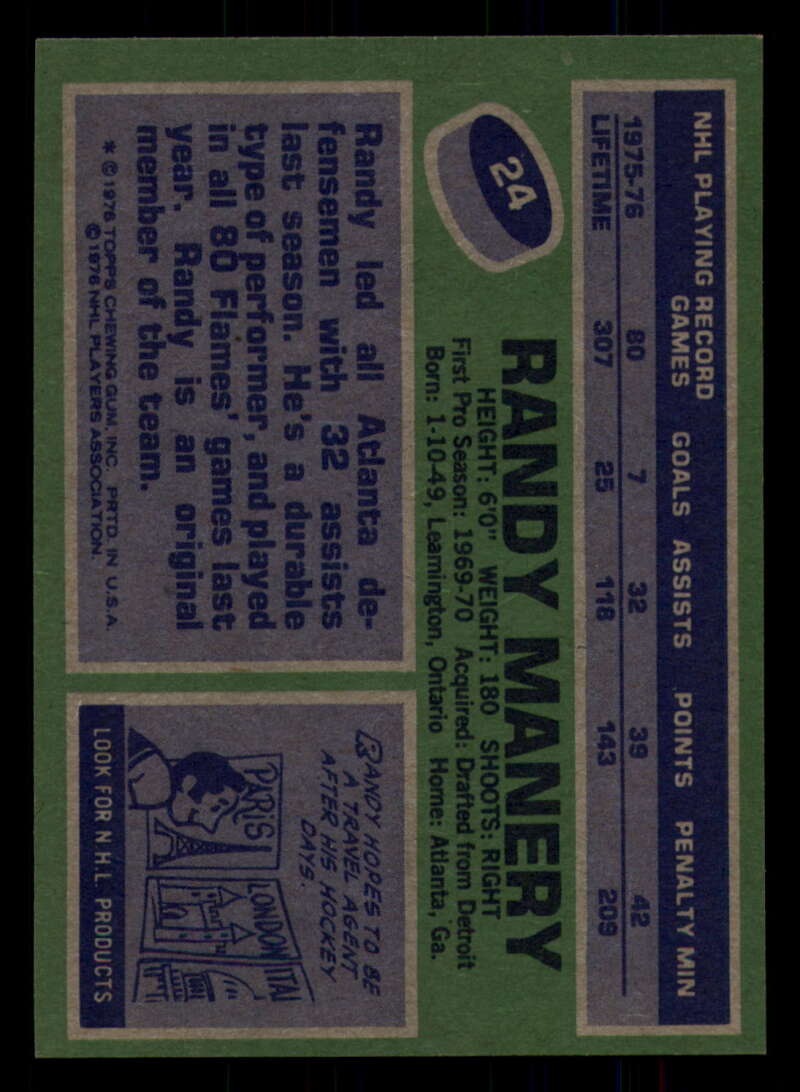 NHL PLAYING RECORD
GAMES GOALS ASSISTS POINTS PENALTY MIN
1975-76 80 7 32 39 42
LIFETIME 307 25 118 143 209
24
RANDY MANERY
HEIGHT: 6'0" WEIGHT: 180 SHOOTS: RIGHT
First Pro Season: 1969-70 Acquired: Drafted from Detroit
Born: 1-10-49, Leamington, Ontario Home: Atlanta, Ga.
Randy led all Atlanta de-
fensemen with 32 assists
last season. He's a durable
type of performer, and played
in all 80 Flames' games last
year. Randy is an original
member of the team.
* © 1976 TOPPS CHEWING GUM, INC. PRTD. IN U.S.A.
© 1976 NHL PLAYERS ASSOCIATION.
RANDY HOPES TO BE
A TRAVEL AGENT
AFTER HIS HOCKEY
DAYS.
PARIS
LONDON
ITAL
LOOK FOR N.H.L. PRODUCTS